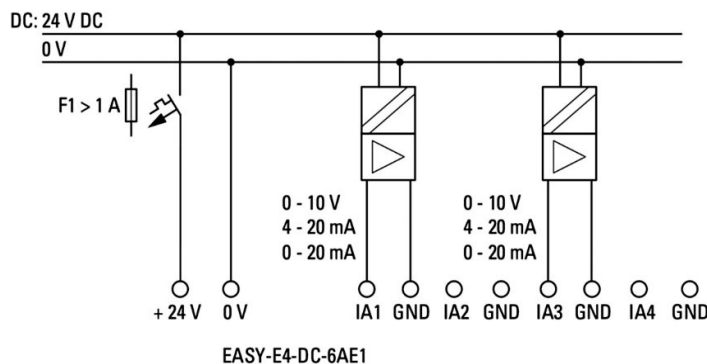 DC: 24 V DC
0 V
F1 > 1 A
0 - 10 V
4 - 20 mA
0 - 20 mA
0 - 10 V
4 - 20 mA
0 - 20 mA
+ 24 V 0 V IA1 GND IA2 GND IA3 GND IA4 GND
EASY-E4-DC-6AE1